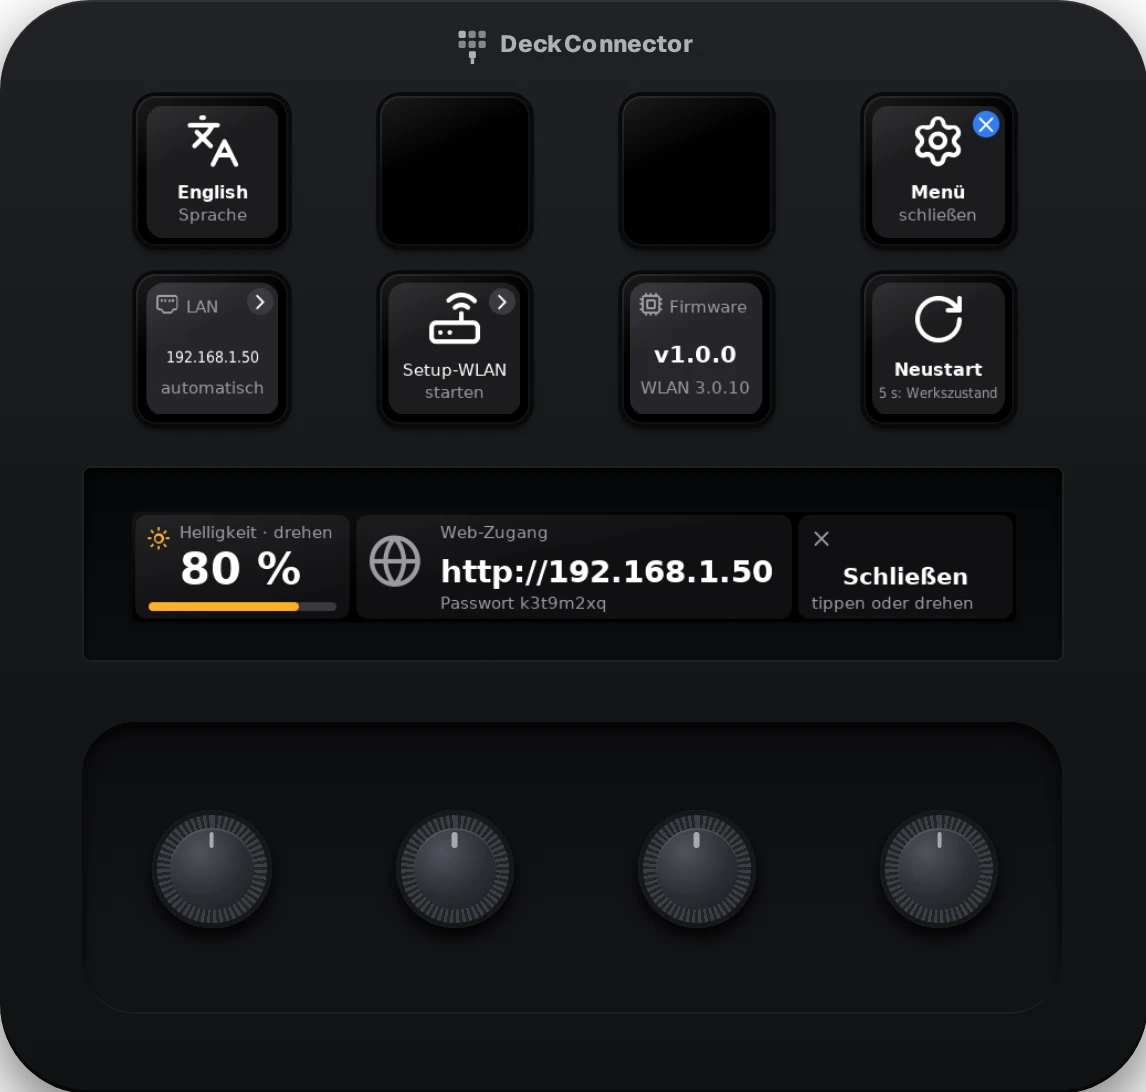 DeckConnector
English
Sprache
Menü
schließen
LAN
192.168.1.50
automatisch
Setup-WLAN
starten
Firmware
v1.0.0
WLAN 3.0.10
Neustart
5 s: Werkszustand
Helligkeit · drehen
80 %
Web-Zugang
http://192.168.1.50
Passwort k3t9m2xq
Schließen
tippen oder drehen